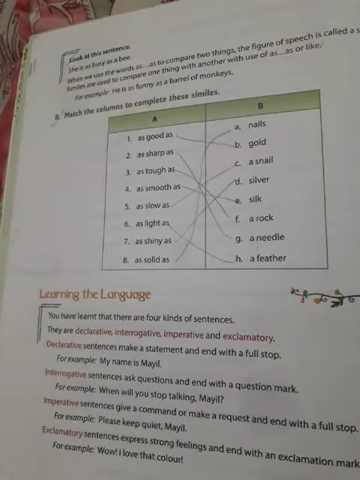 Look at this sentence.
She is as busy as a bee.
When we use the words as...as to compare two things, the figure of speech is called a s
Similes are used to compare one thing with another with use of as...as or like.
For example: He is as funny as a barrel of monkeys.
B. Match the columns to complete these similes.
A B
1. as good as a. nails
2. as sharp as b. gold
3. as tough as c. a snail
4. as smooth as d. silver
5. as slow as e. silk
6. as light as f. a rock
7. as shiny as g. a needle
8. as solid as h. a feather
Learning the Language
You have learnt that there are four kinds of sentences.
They are declarative, interrogative, imperative and exclamatory.
Declarative sentences make a statement and end with a full stop.
For example: My name is Mayil.
Interrogative sentences ask questions and end with a question mark.
For example: When will you stop talking, Mayil?
Imperative sentences give a command or make a request and end with a full stop.
For example: Please keep quiet, Mayil.
Exclamatory sentences express strong feelings and end with an exclamation mark
For example: Wow! I love that colour!